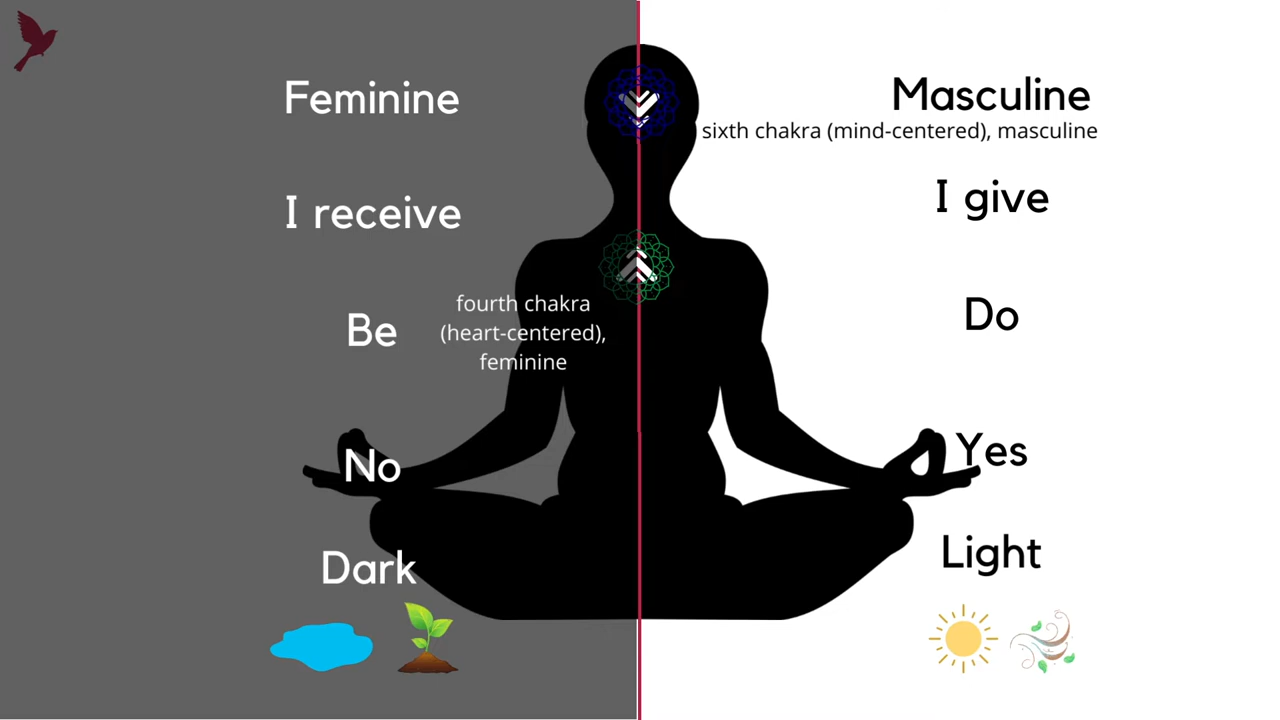 Feminine
I receive
Be
fourth chakra
(heart-centered),
feminine
No
Dark
Masculine
sixth chakra (mind-centered), masculine
I give
Do
Yes
Light